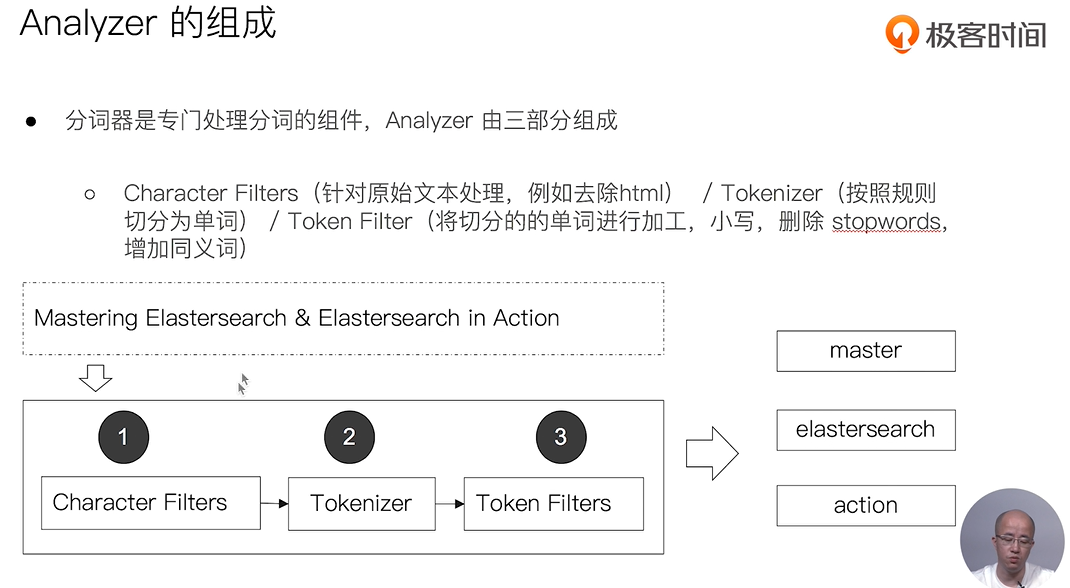 Analyzer 的组成
极客时间
● 分词器是专门处理分词的组件，Analyzer 由三部分组成
○ Character Filters（针对原始文本处理，例如去除html） / Tokenizer（按照规则
切分为单词） / Token Filter（将切分的的单词进行加工，小写，删除 stopwords，
增加同义词）
Mastering Elastersearch & Elastersearch in Action
1
2
3
Character Filters
Tokenizer
Token Filters
master
elastersearch
action